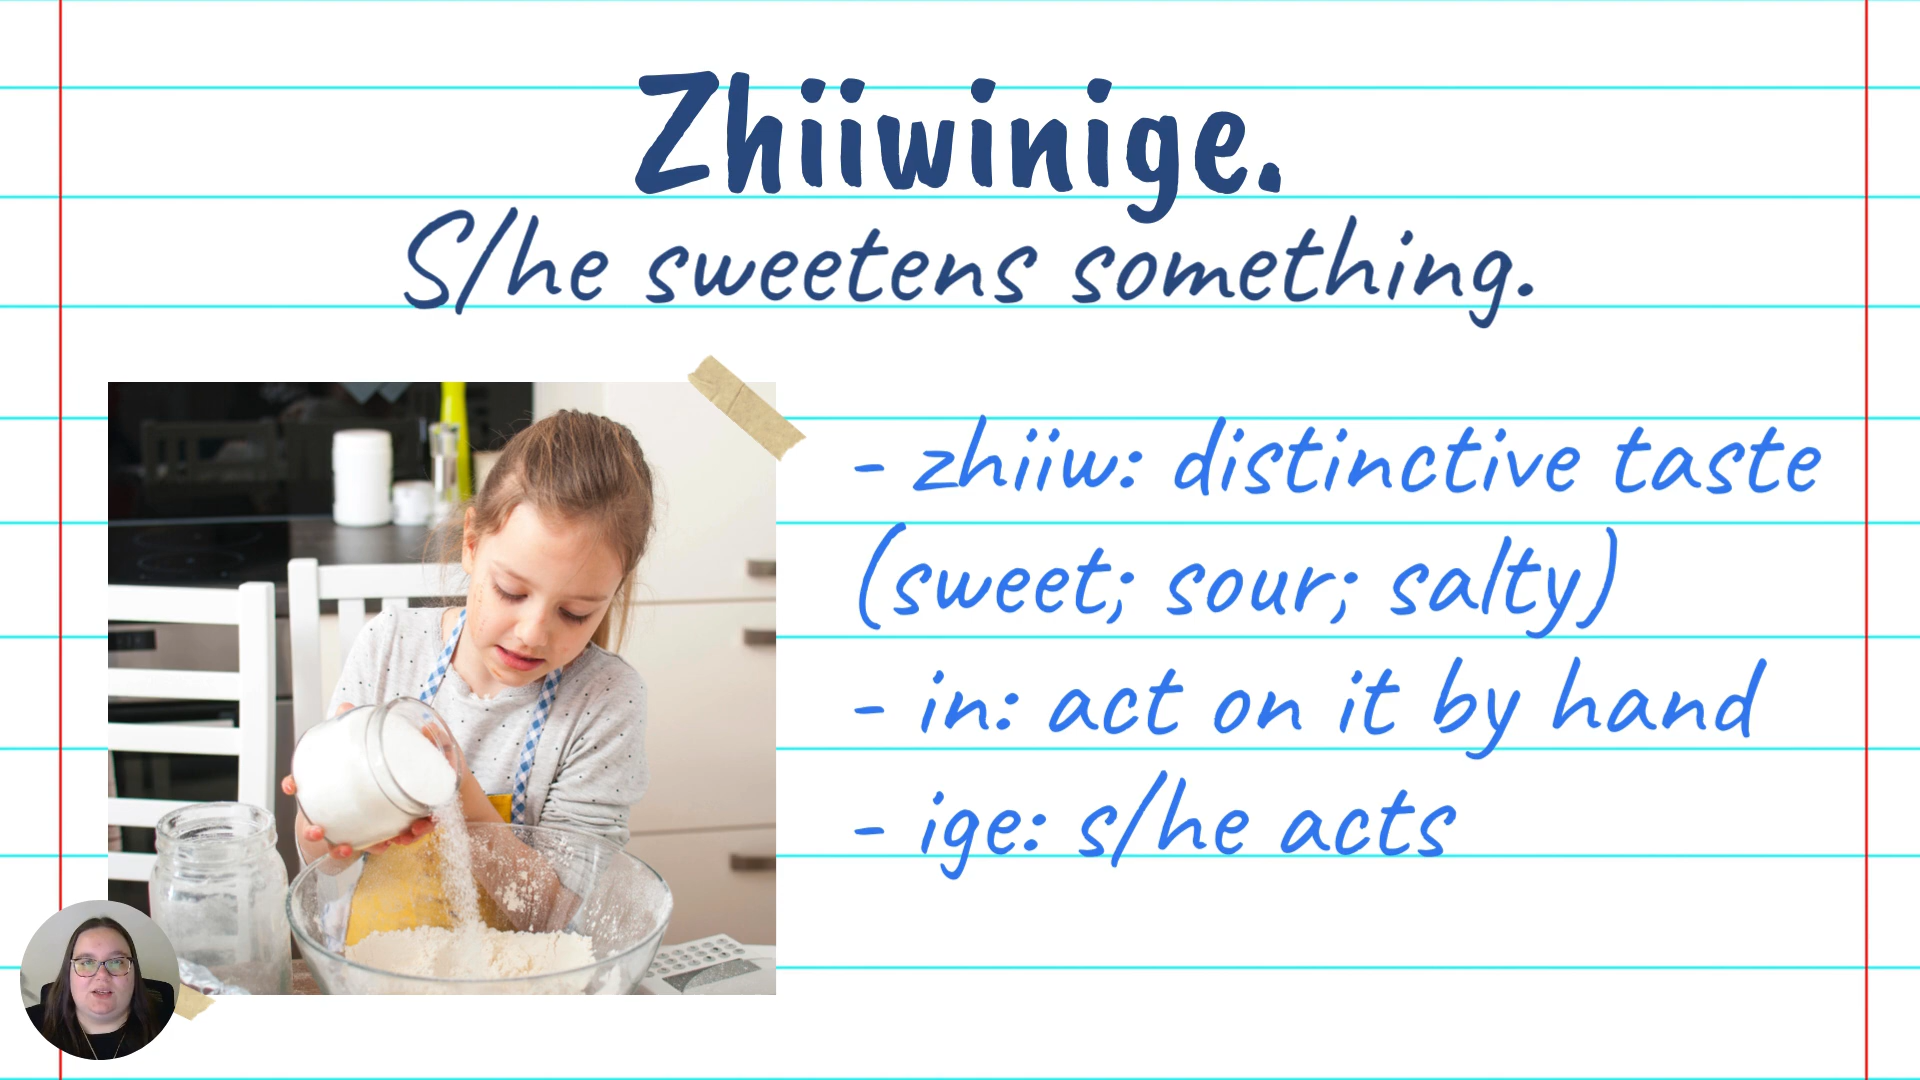 Zhiiwinige.
S/he sweetens something.
- zhiiw: distinctive taste
(sweet; sour; salty)
- in: act on it by hand
- ige: s/he acts